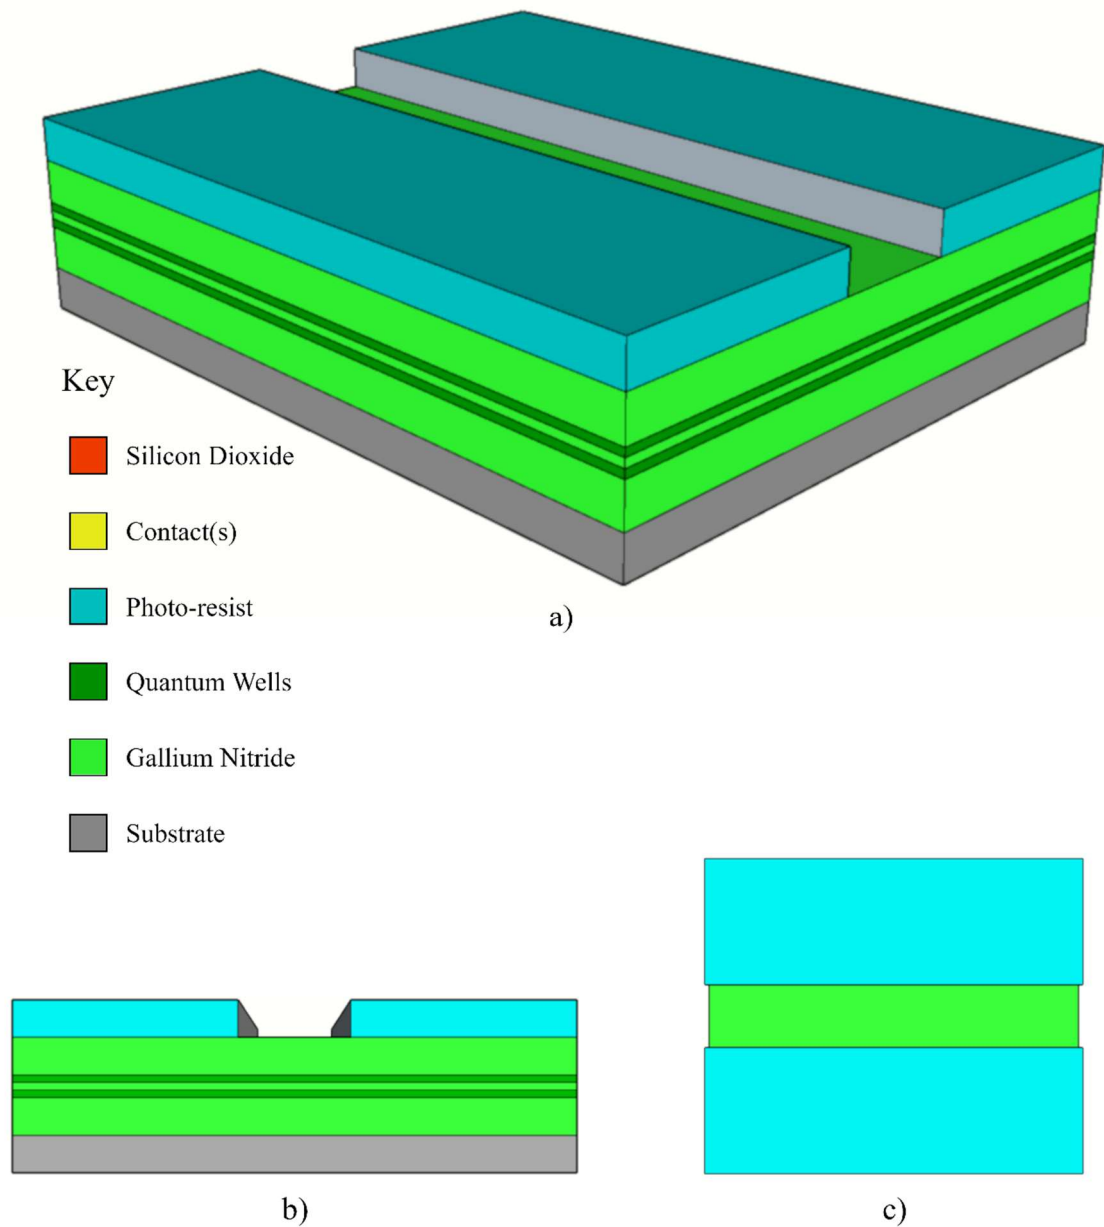 Key
Silicon Dioxide
Contact(s)
Photo-resist
Quantum Wells
Gallium Nitride
Substrate
a)
b)
c)